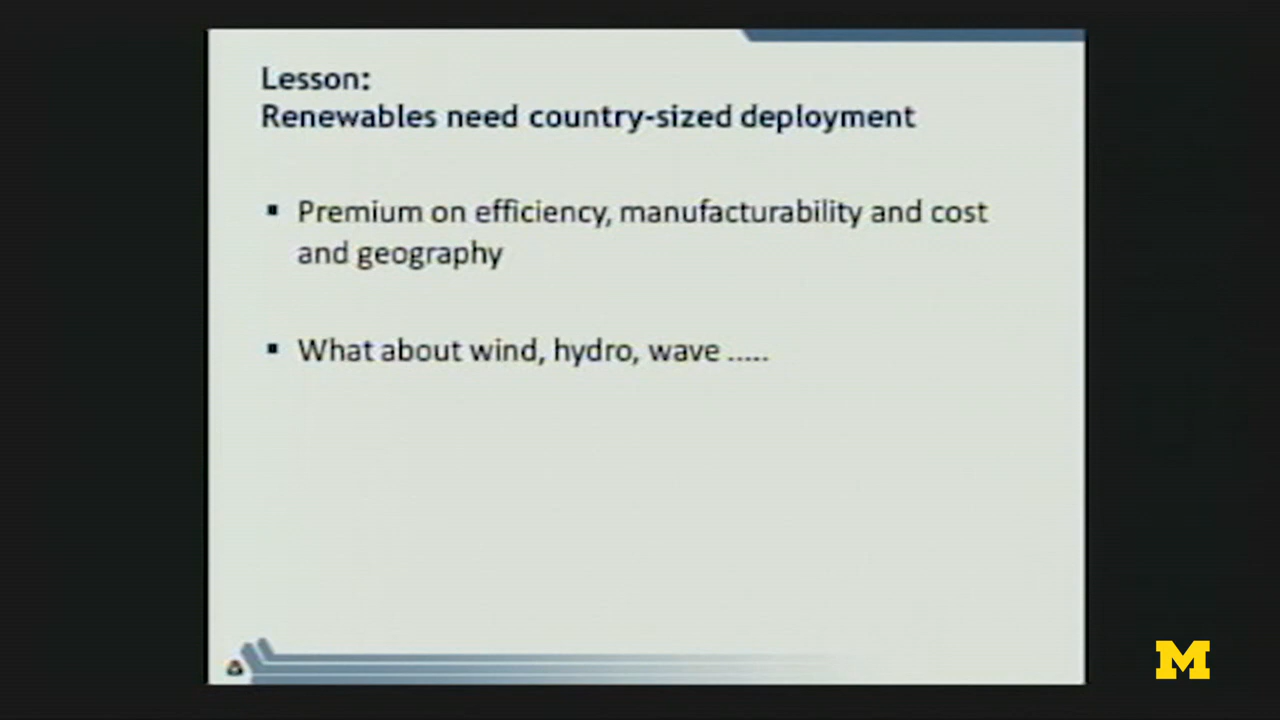 Lesson:
Renewables need country-sized deployment
▪ Premium on efficiency, manufacturability and cost
and geography
▪ What about wind, hydro, wave .....
M